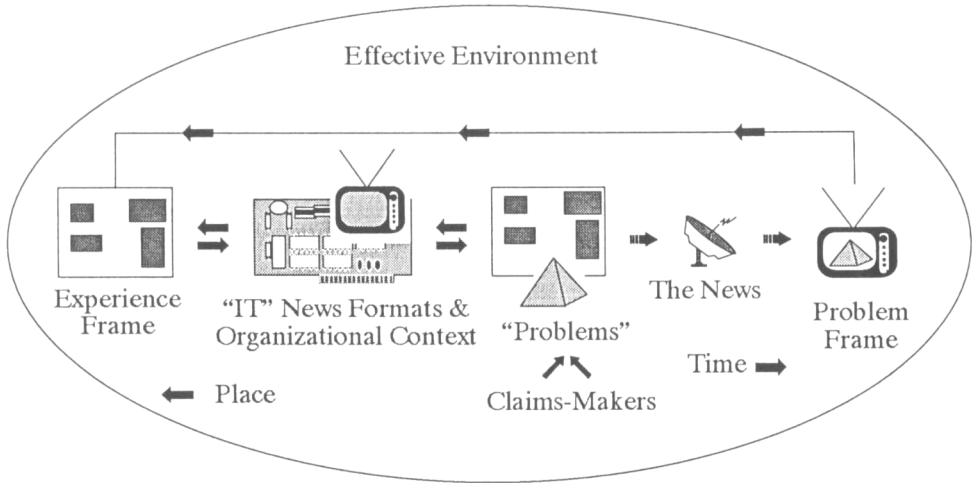 Effective Environment
Experience
Frame
“IT” News Formats &
Organizational Context
“Problems”
The News
Problem
Frame
Time
Place
Claims-Makers